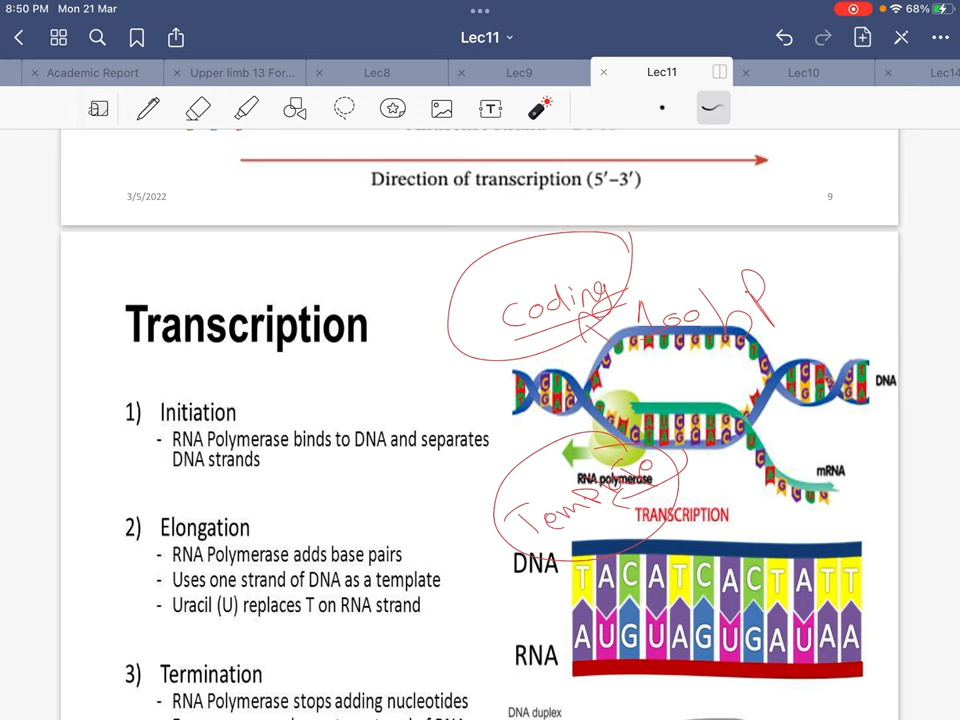 8:50 PM Mon 21 Mar
68%
Lec11
Academic Report
Upper limb 13 For...
Lec8
Lec9
Lec11
Lec10
Lec14
T
Direction of transcription (5′–3′)
3/5/2022
9
Transcription
Coding
100bp
DNA
1) Initiation
- RNA Polymerase binds to DNA and separates
DNA strands
mRNA
RNA polymerase
Template
TRANSCRIPTION
2) Elongation
- RNA Polymerase adds base pairs
- Uses one strand of DNA as a template
- Uracil (U) replaces T on RNA strand
DNA
T A C A T C A C T A T T
A U G U A G U G A U A A
RNA
3) Termination
- RNA Polymerase stops adding nucleotides
DNA duplex